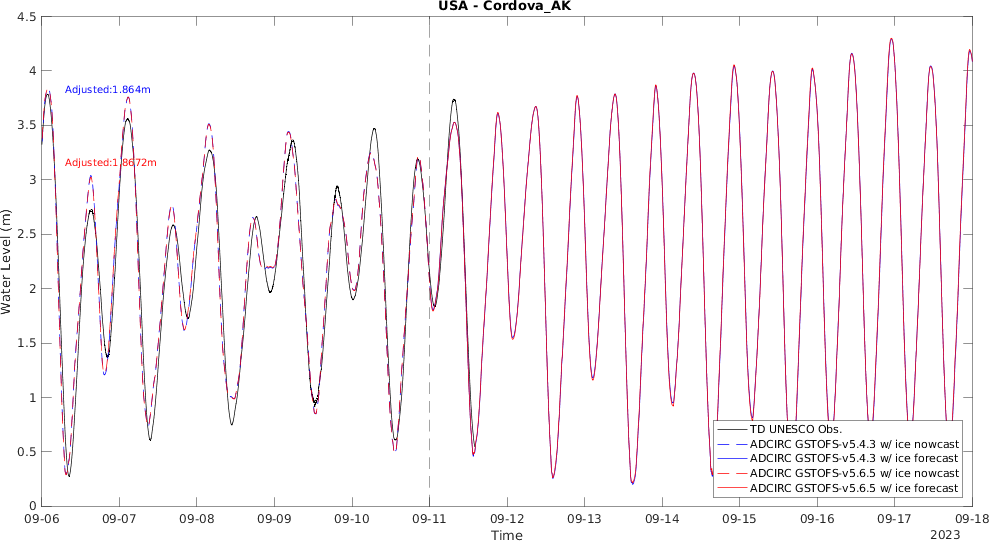 USA - Cordova_AK
4.5
4
3.5
3
2.5
2
1.5
1
0.5
0
Water Level (m)
Adjusted:1.864m
Adjusted:1.8672m
TD UNESCO Obs.
ADCIRC GSTOFS-v5.4.3 w/ ice nowcast
ADCIRC GSTOFS-v5.4.3 w/ ice forecast
ADCIRC GSTOFS-v5.6.5 w/ ice nowcast
ADCIRC GSTOFS-v5.6.5 w/ ice forecast
09-06 09-07 09-08 09-09 09-10 09-11 09-12 09-13 09-14 09-15 09-16 09-17 09-18
Time
2023